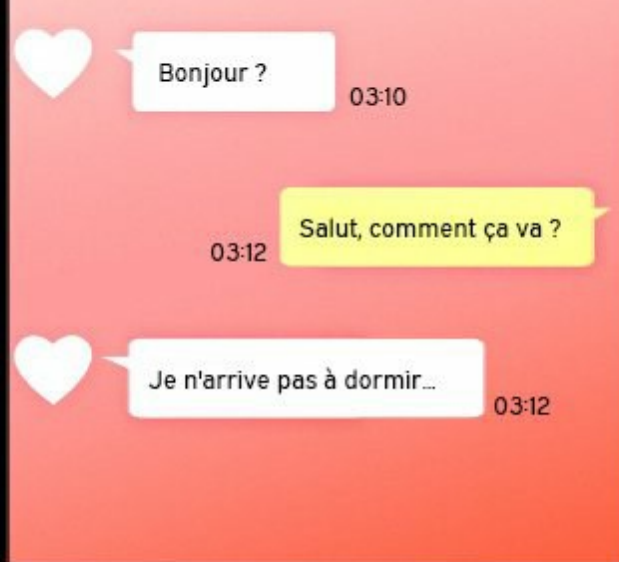 Bonjour ?
03:10
Salut, comment ça va ?
03:12
Je n'arrive pas à dormir...
03:12